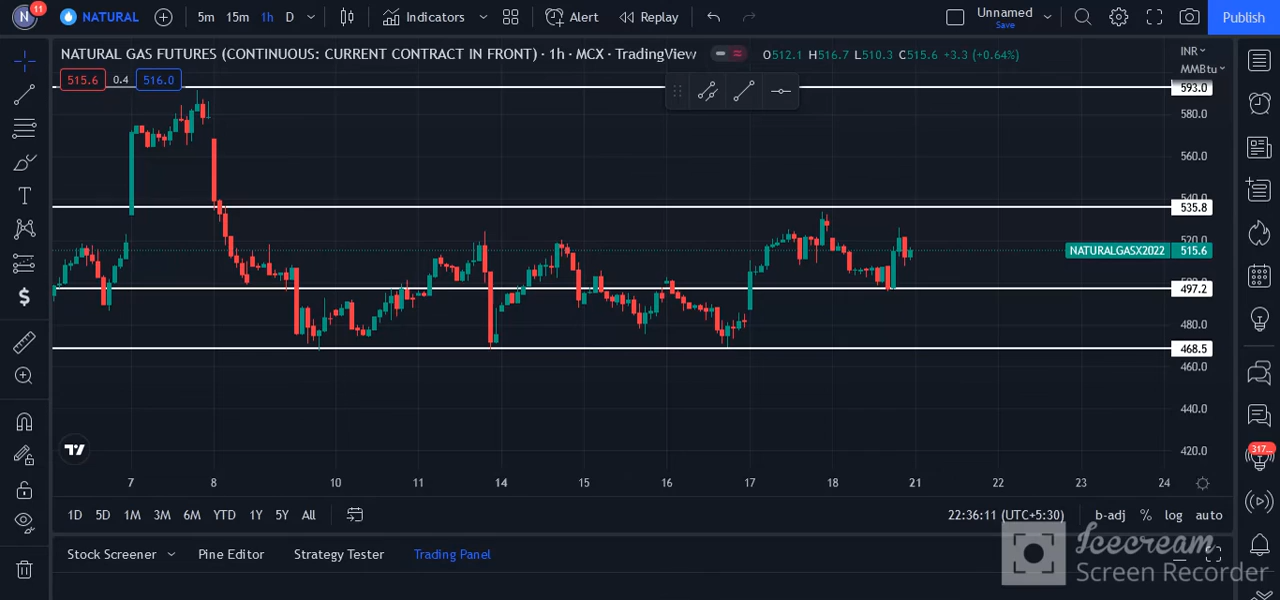 N 11 NATURAL 5m 15m 1h D Indicators Alert Replay Unnamed Save Publish
NATURAL GAS FUTURES (CONTINUOUS: CURRENT CONTRACT IN FRONT) · 1h · MCX · TradingView O512.1 H516.7 L510.3 C515.6 +3.3 (+0.64%)
INR
MMBtu
515.6 0.4 516.0
593.0
580.0
560.0
540.0
535.8
520.0
NATURALGASX2022 515.6
500.0
497.2
480.0
468.5
460.0
440.0
420.0
317...
7 8 10 11 14 15 16 17 18 21 22 23 24
1D 5D 1M 3M 6M YTD 1Y 5Y All 22:36:11 (UTC+5:30) b-adj % log auto
Stock Screener Pine Editor Strategy Tester Trading Panel
Icecream
Screen Recorder